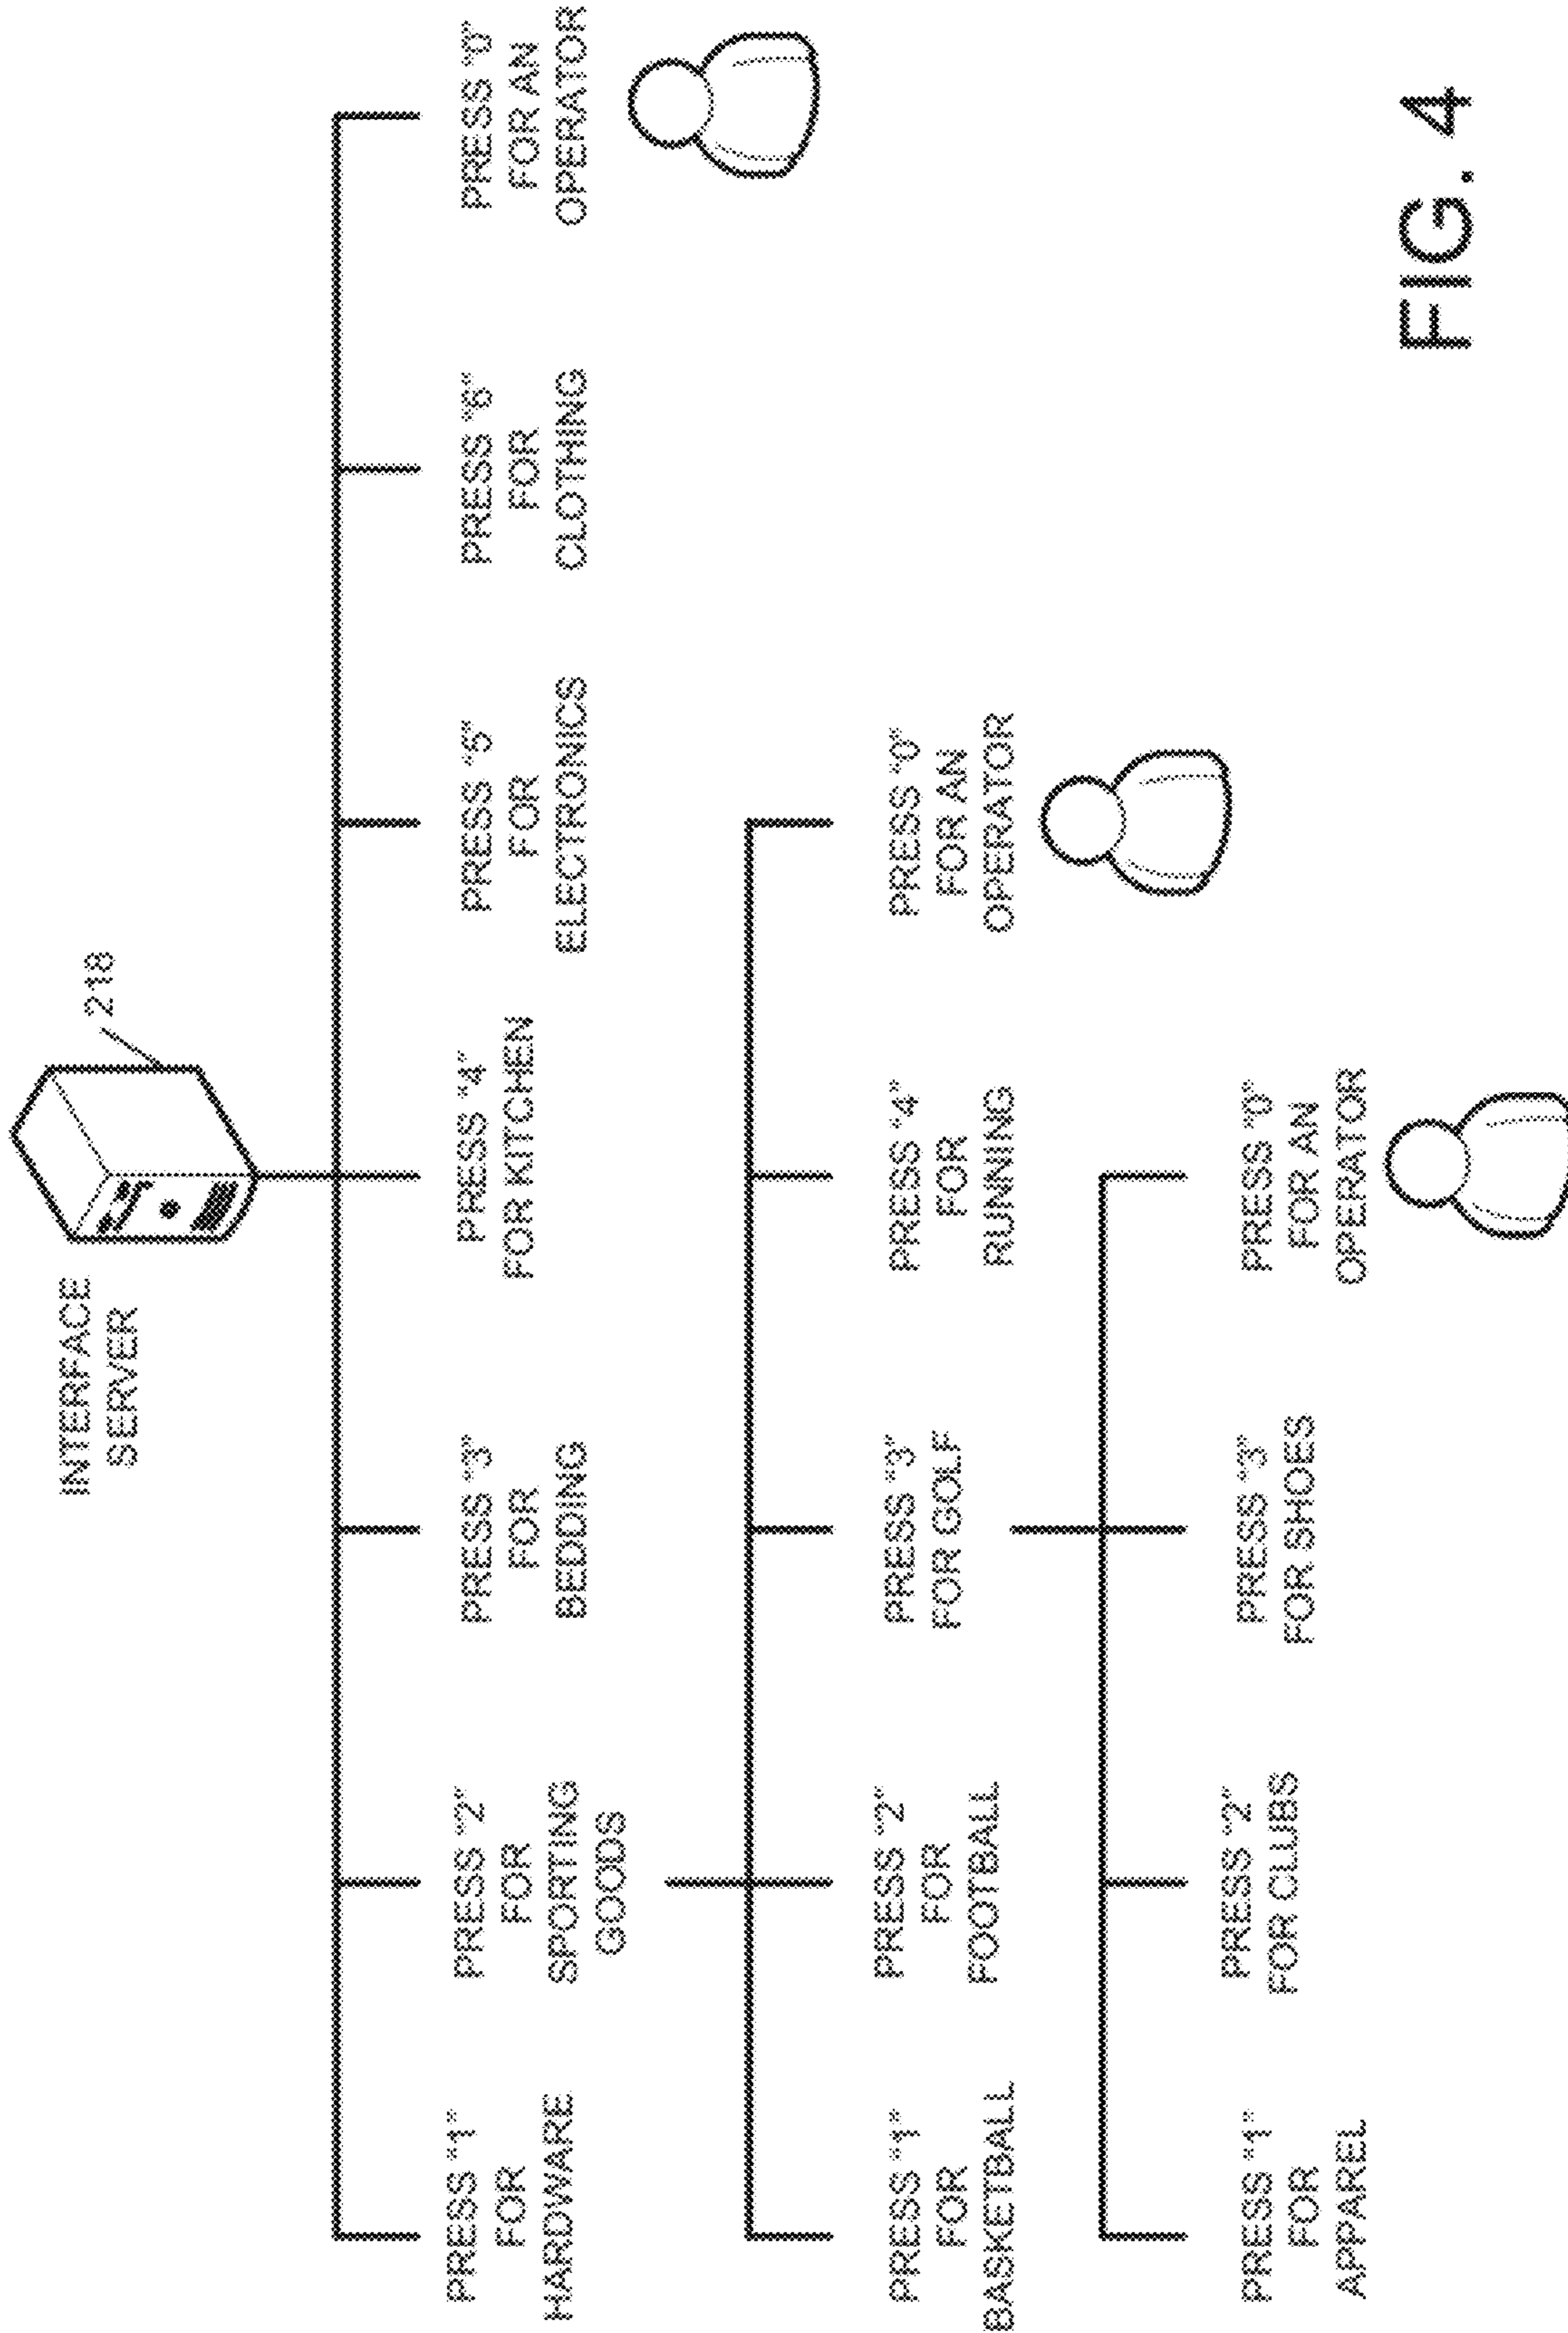 INTERFACE
SERVER
218
PRESS "1"
FOR
HARDWARE
PRESS "2"
FOR
SPORTING
GOODS
PRESS "3"
FOR
BEDDING
PRESS "4"
FOR KITCHEN
PRESS "5"
FOR
ELECTRONICS
PRESS "6"
FOR
CLOTHING
PRESS "0"
FOR AN
OPERATOR
PRESS "1"
FOR
BASKETBALL
PRESS "2"
FOR
FOOTBALL
PRESS "3"
FOR GOLF
PRESS "4"
FOR
RUNNING
PRESS "0"
FOR AN
OPERATOR
PRESS "1"
FOR
APPAREL
PRESS "2"
FOR CLUBS
PRESS "3"
FOR SHOES
PRESS "0"
FOR AN
OPERATOR
FIG. 4